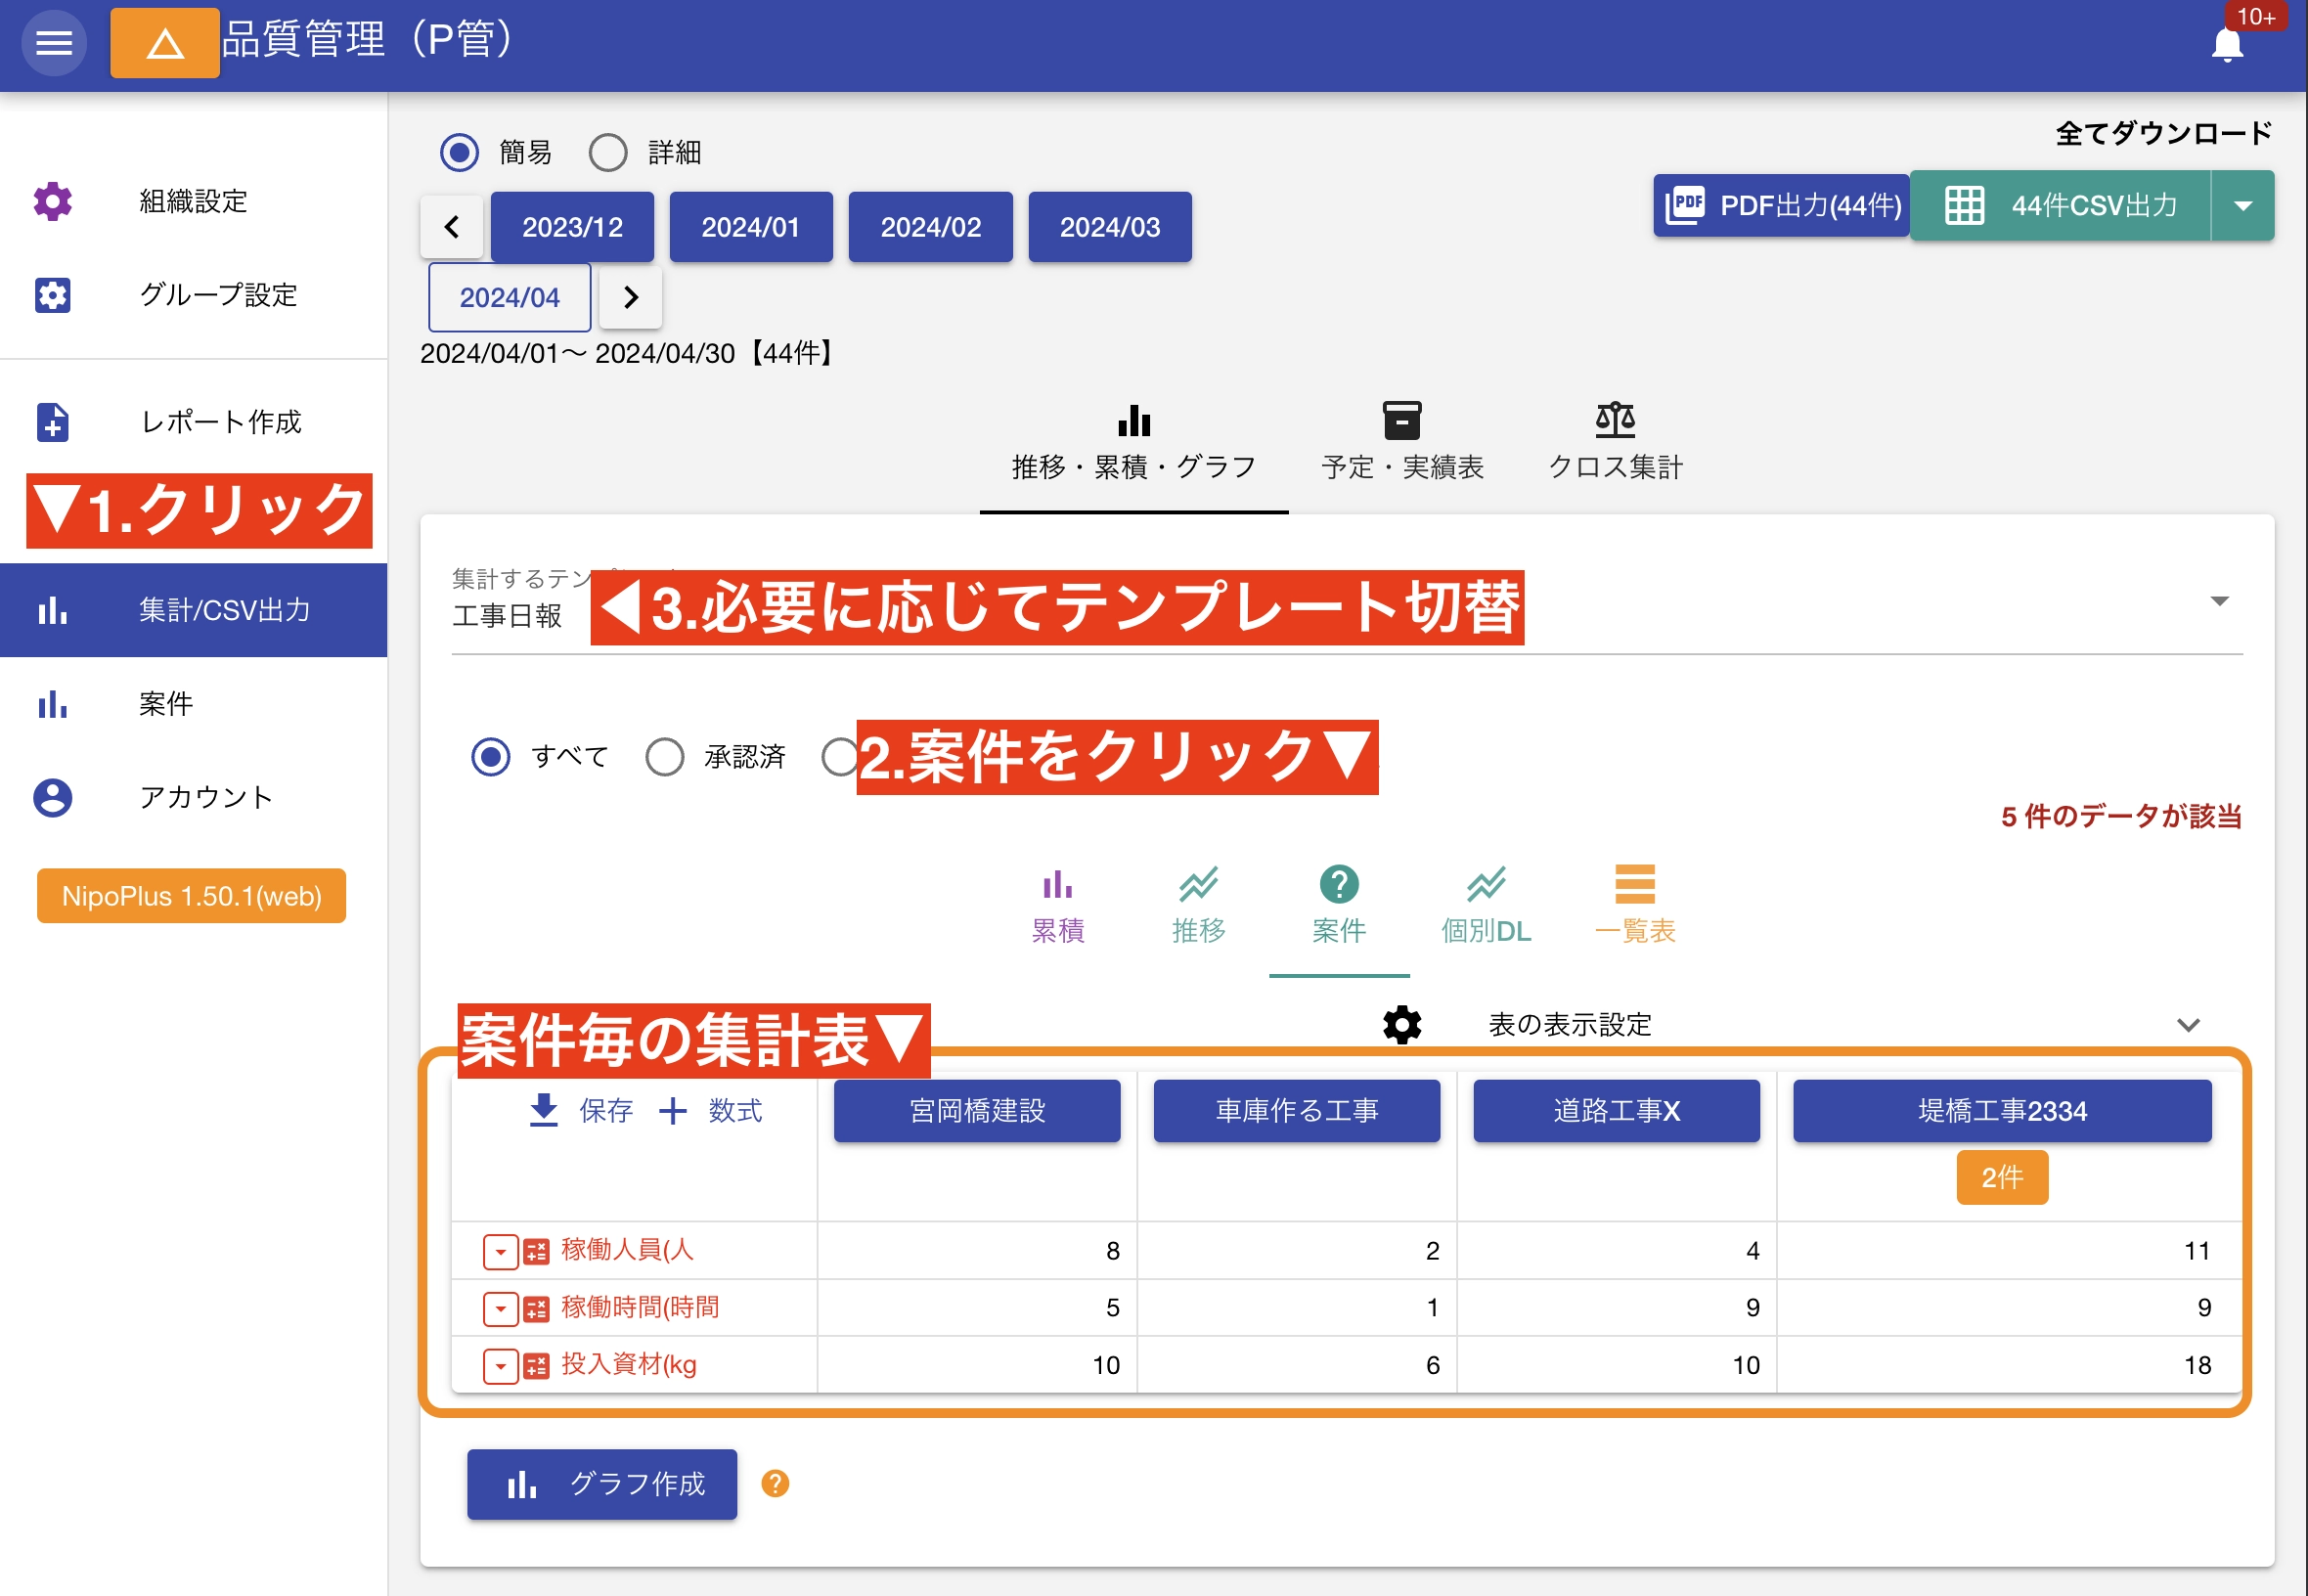 品質管理（P管）
10+
組織設定
グループ設定
レポート作成
▼1.クリック
集計/CSV出力
案件
アカウント
NipoPlus 1.50.1(web)
簡易 詳細
全てダウンロード
PDF PDF出力(44件) 44件CSV出力
2023/12 2024/01 2024/02 2024/03
2024/04
2024/04/01〜 2024/04/30【44件】
推移・累積・グラフ 予定・実績表 クロス集計
集計するテン
工事日報
◀3.必要に応じてテンプレート切替
すべて 承認済
2.案件をクリック▼
5 件のデータが該当
累積 推移 案件 個別DL 一覧表
案件毎の集計表▼
表の表示設定
保存 数式 宮岡橋建設 車庫作る工事 道路工事X 堤橋工事2334
2件
稼働人員(人 8 2 4 11
稼働時間(時間 5 1 9 9
投入資材(kg 10 6 10 18
グラフ作成 ?